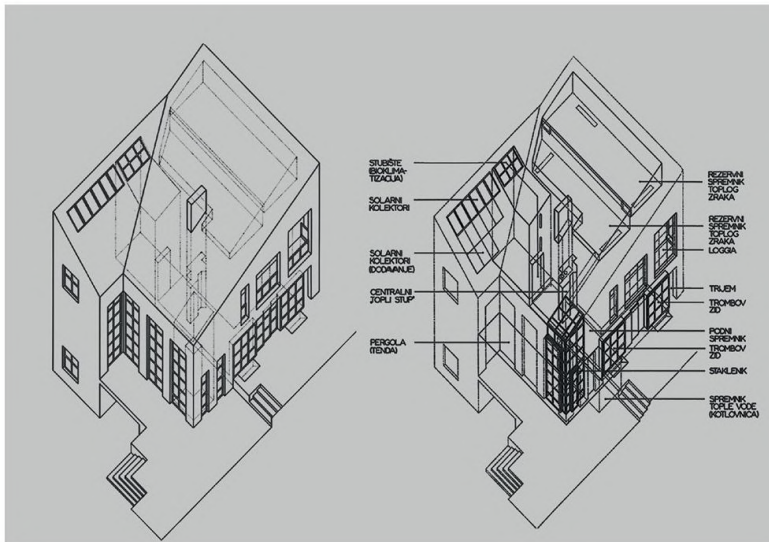 STUBIŠTE
(BIOKLIMA-
TIZACIJA)
SOLARNI
KOLEKTORI
SOLARNI
KOLEKTORI
(DODAVANJE)
CENTRALNI
„TOPLI STUP”
PERGOLA
(TENDA)
REZERVNI
SPREMNIK
TOPLOG
ZRAKA
REZERVNI
SPREMNIK
TOPLOG
ZRAKA
LOGGIA
TRIJEM
TROMBOV
ZID
PODNI
SPREMNIK
TROMBOV
ZID
STAKLENIK
SPREMNIK
TOPLE VODE
(KOTLOVNICA)